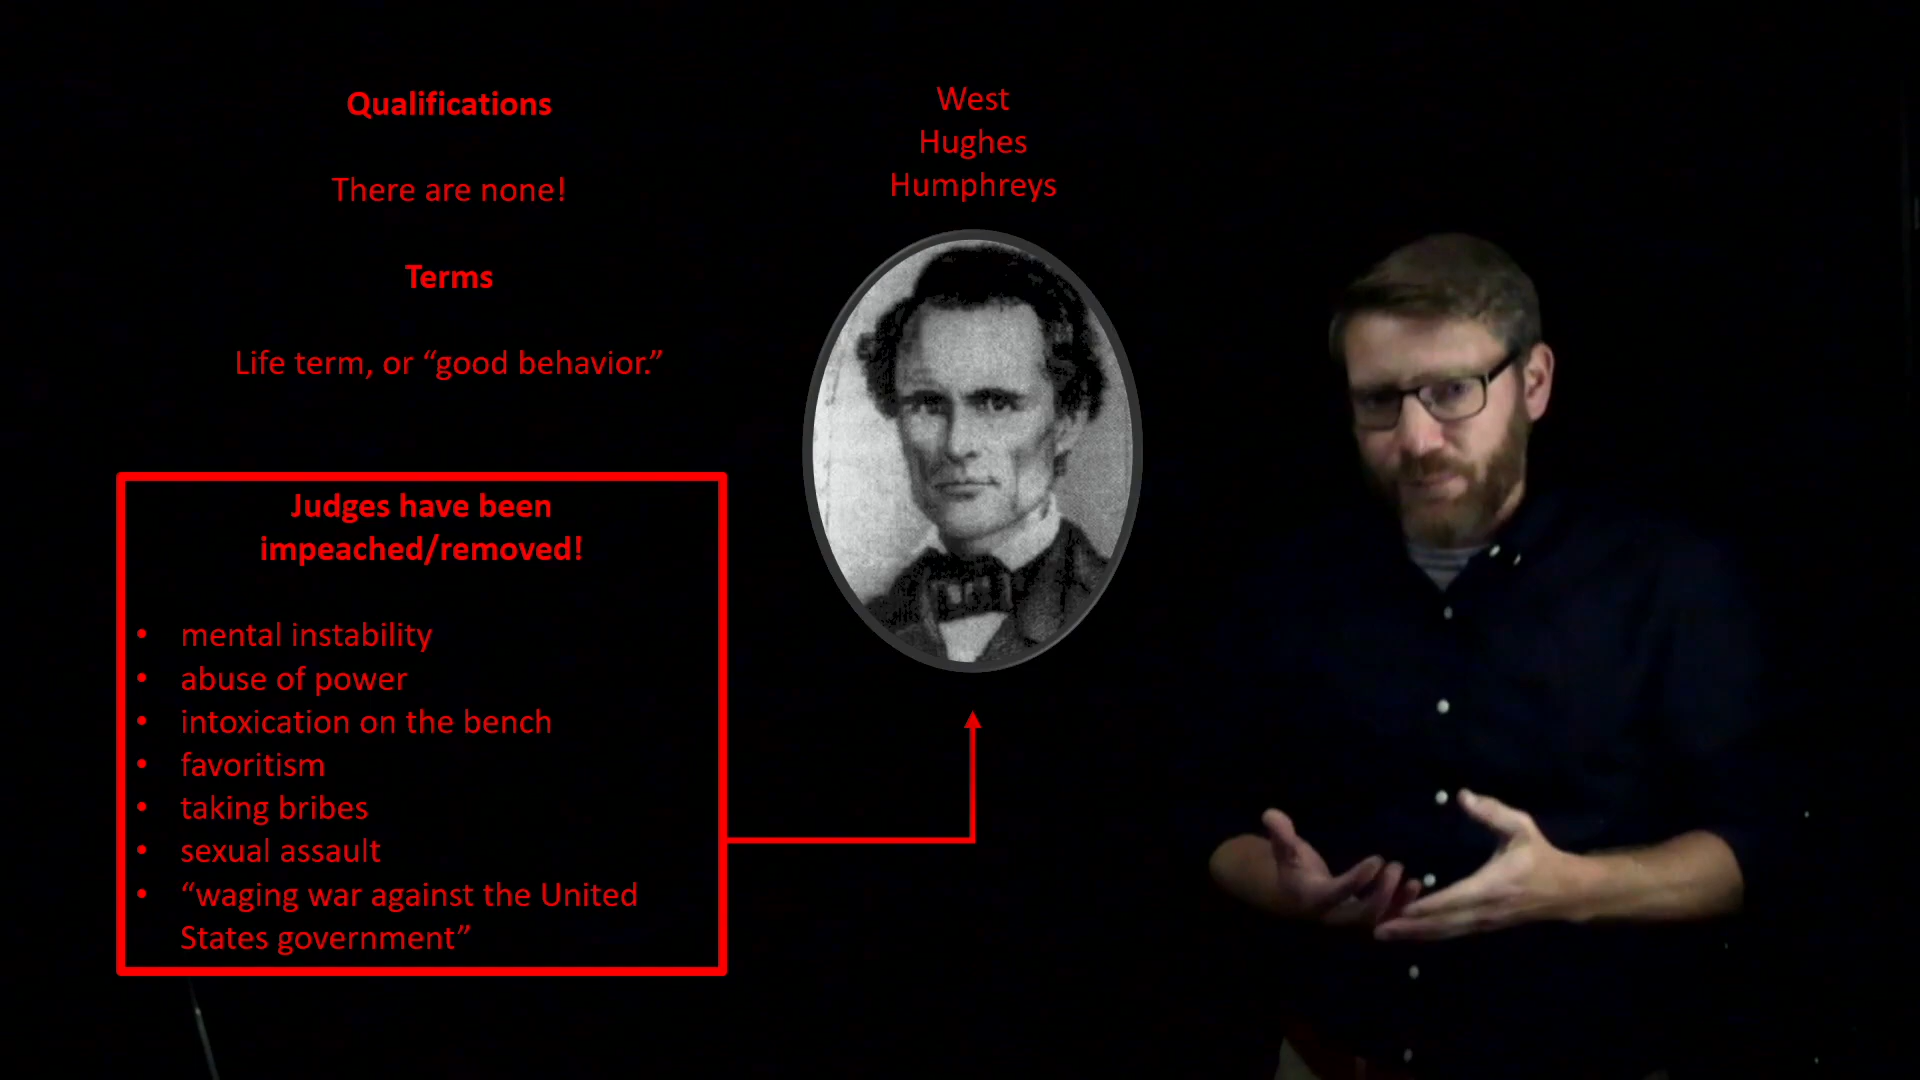 Qualifications
There are none!
Terms
Life term, or “good behavior.”
Judges have been
impeached/removed!
• mental instability
• abuse of power
• intoxication on the bench
• favoritism
• taking bribes
• sexual assault
• “waging war against the United
States government”
West
Hughes
Humphreys